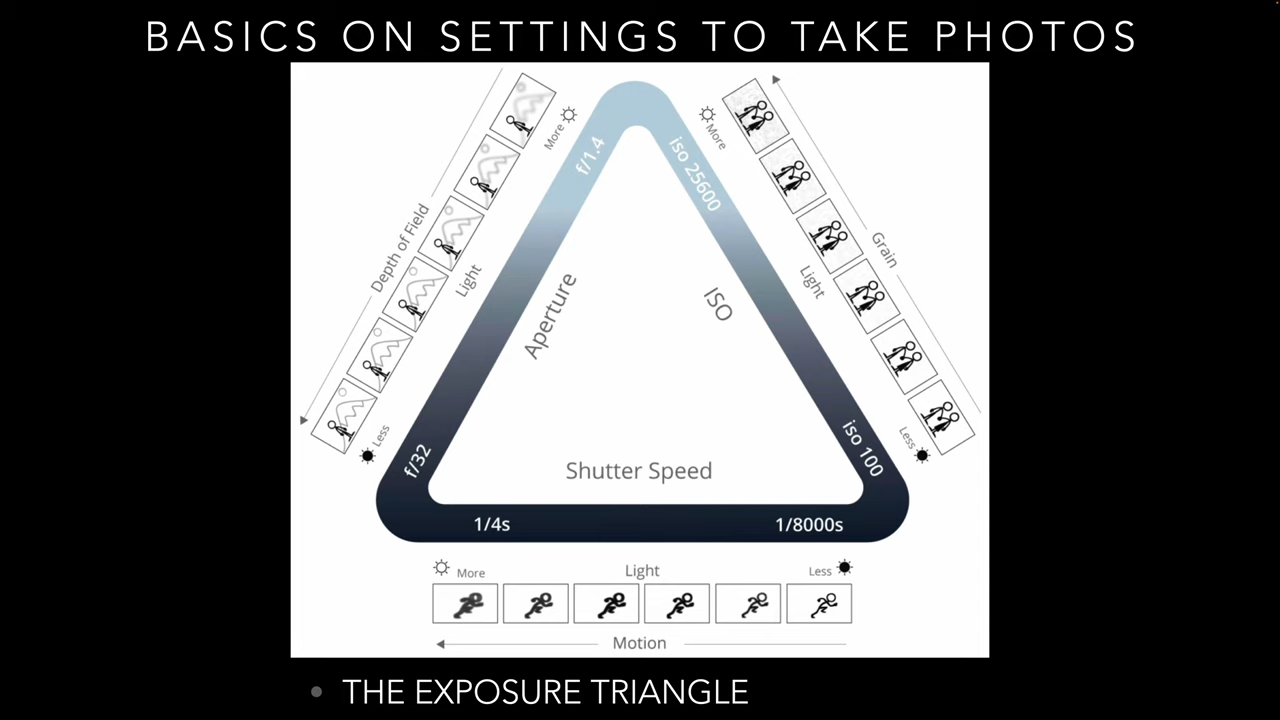 BASICS ON SETTINGS TO TAKE PHOTOS
More
f/1.4
iso 25600
More
Depth of Field
Light
Aperture
ISO
Light
Grain
Less
f/32
iso 100
Less
Shutter Speed
1/4s
1/8000s
More
Light
Less
Motion
• THE EXPOSURE TRIANGLE